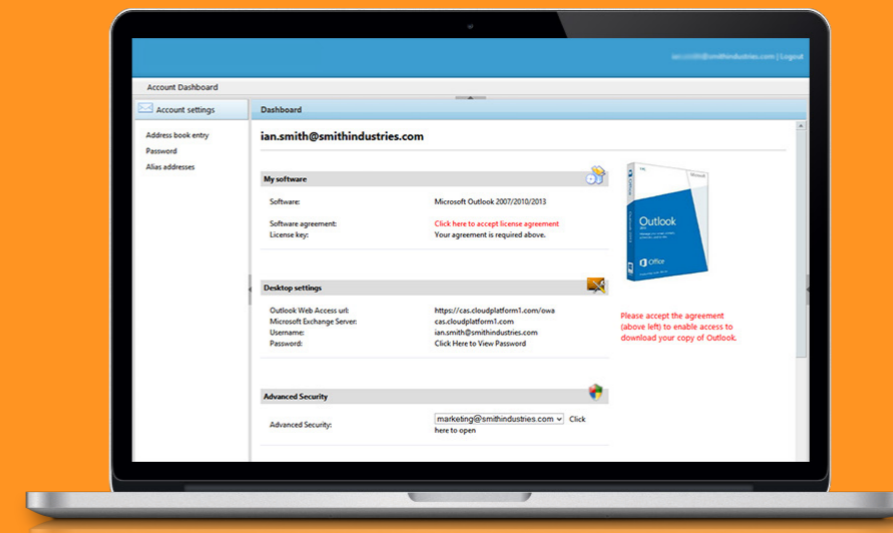 @smithindustries.com | Logout
Account Dashboard
Account settings
Address book entry
Password
Alias addresses
Dashboard
ian.smith@smithindustries.com
My software
Software: Microsoft Outlook 2007/2010/2013
Software agreement: Click here to accept license agreement
License key: Your agreement is required above.
Desktop settings
Outlook Web Access url: https://cas.cloudplatform1.com/owa
Microsoft Exchange Server: cas.cloudplatform1.com
Username: ian.smith@smithindustries.com
Password: Click Here to View Password
Advanced Security
Advanced Security: marketing@smithindustries.com Click
here to open
Microsoft
Outlook
Office
Please accept the agreement
(above left) to enable access to
download your copy of Outlook.